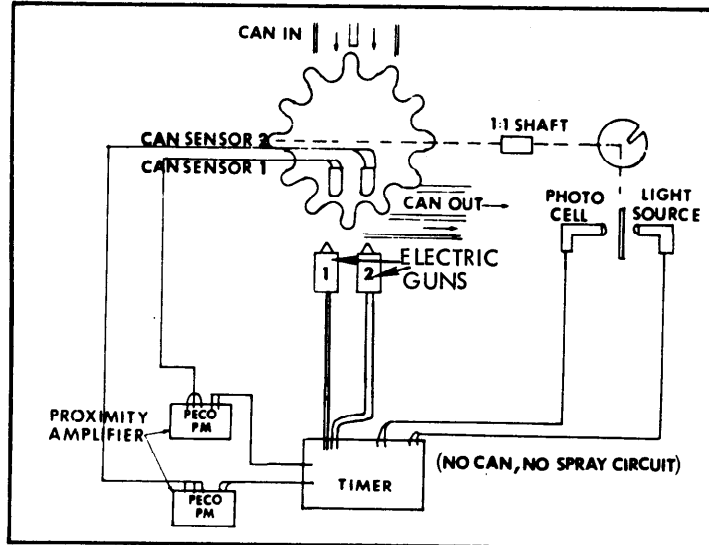 CAN IN
CAN SENSOR 2
CAN SENSOR 1
1:1 SHAFT
CAN OUT
PHOTO CELL
LIGHT SOURCE
1
2
ELECTRIC
GUNS
PROXIMITY
AMPLIFIER
PECO
PM
PECO
PM
TIMER
(NO CAN, NO SPRAY CIRCUIT)